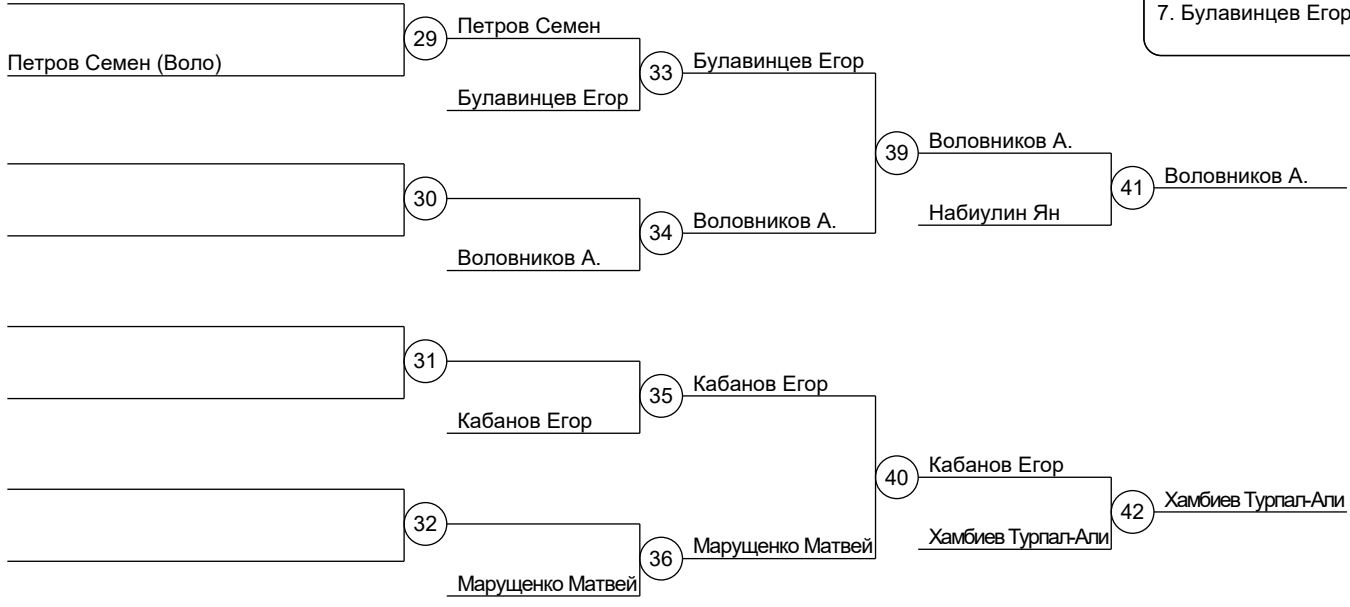 7. Булавинцев Егор
Петров Семен (Воло)
29
Петров Семен
Булавинцев Егор
33
Булавинцев Егор
30
Воловников А.
34
Воловников А.
39
Воловников А.
Набиулин Ян
41
Воловников А.
31
Кабанов Егор
35
Кабанов Егор
32
Марущенко Матвей
36
Марущенко Матвей
40
Кабанов Егор
Хамбиев Турпал-Али
42
Хамбиев Турпал-Али